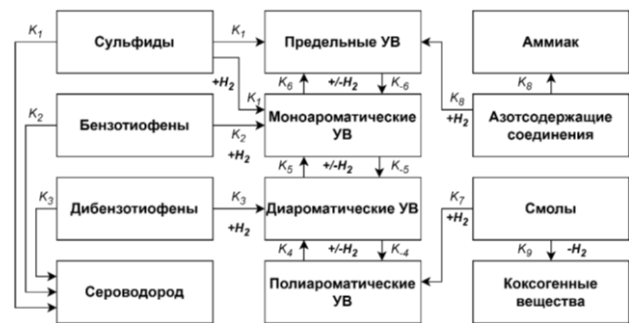 K₁
Сульфиды
K₁
Предельные УВ
Аммиак
+H₂
K₁
K₆
+/-H₂
K₋₆
K₈
+H₂
K₈
K₂
Бензотиофены
K₂
+H₂
Моноароматические
УВ
Азотсодержащие
соединения
K₅
+/-H₂
K₋₅
K₃
Дибензотиофены
K₃
+H₂
Диароматические УВ
K₇
+H₂
Смолы
K₄
+/-H₂
K₋₄
K₉
-H₂
Сероводород
Полиароматические
УВ
Коксогенные
вещества